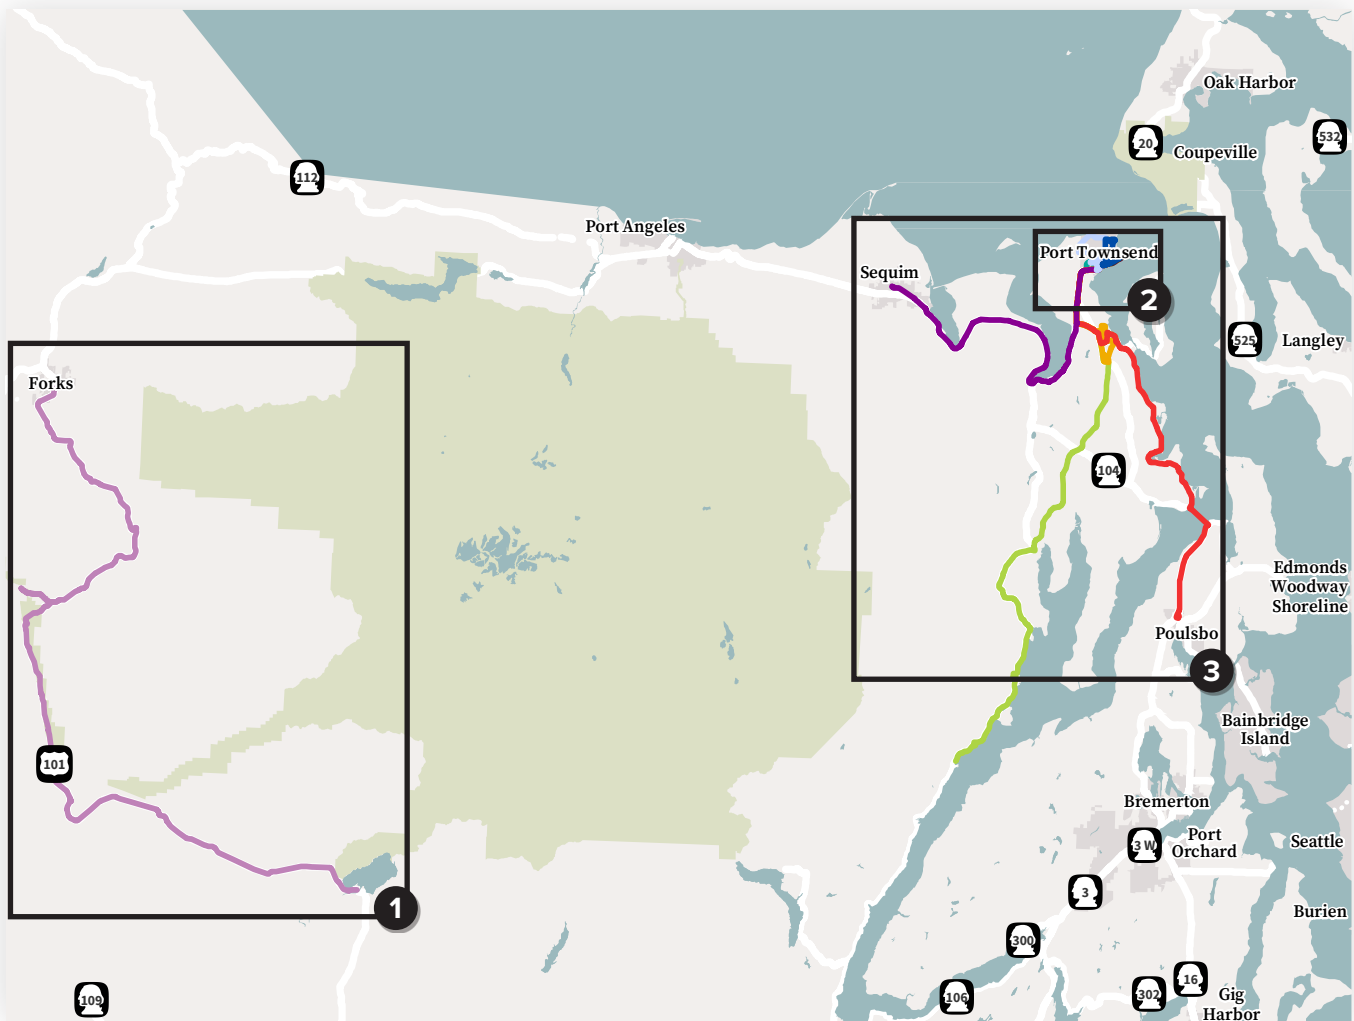 Oak Harbor
20
532
Coupeville
112
Port Angeles
Port Townsend
Sequim
2
525
Langley
Forks
104
Edmonds
Woodway
Shoreline
Poulsbo
3
Bainbridge
Island
101
Bremerton
Port
Orchard
3 W
Seattle
3
1
Burien
300
16
109
106
302
Gig
Harbor